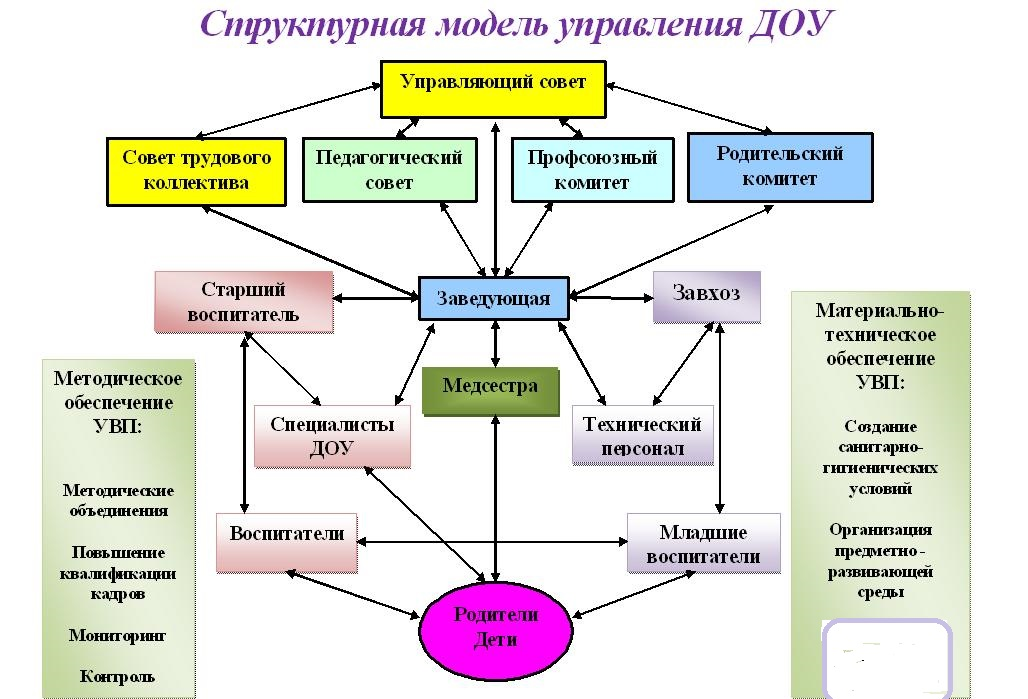 Структурная модель управления ДОУ
Управляющий совет
Совет трудового
коллектива
Педагогический
совет
Профсоюзный
комитет
Родительский
комитет
Старший
воспитатель
Заведующая
Завхоз
Методическое
обеспечение
УВП:
Методические
объединения
Повышение
квалификации
кадров
Мониторинг
Контроль
Медсестра
Специалисты
ДОУ
Технический
персонал
Воспитатели
Младшие
воспитатели
Родители
Дети
Материально-
техническое
обеспечение
УВП:
Создание
санитарно-
гигиенических
условий
Организация
предметно -
развивающей
среды